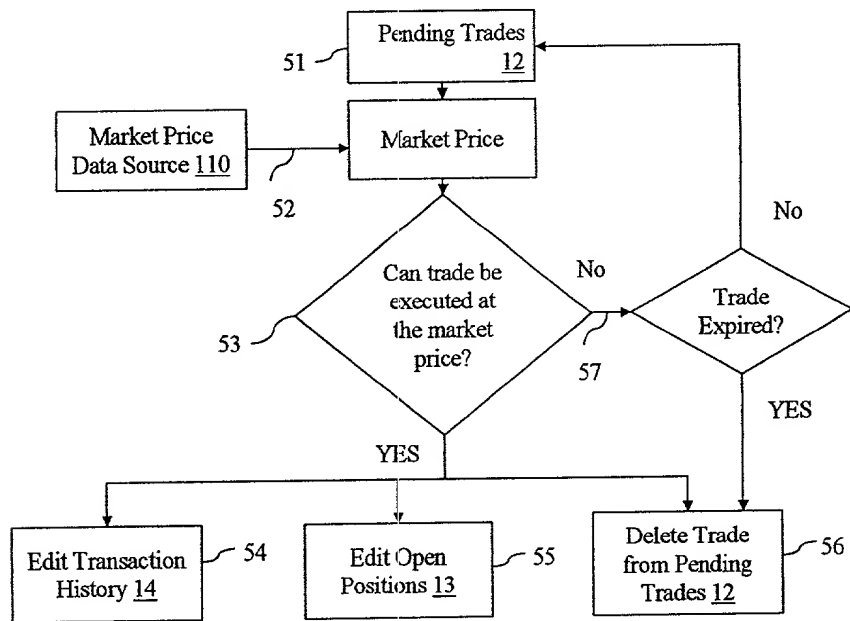 Pending Trades
12
51
Market Price
Data Source 110
52
Market Price
No
Can trade be
executed at
the market
price?
53
No
57
Trade
Expired?
YES
YES
Edit Transaction
History 14
54
Edit Open
Positions 13
55
Delete Trade
from Pending
Trades 12
56